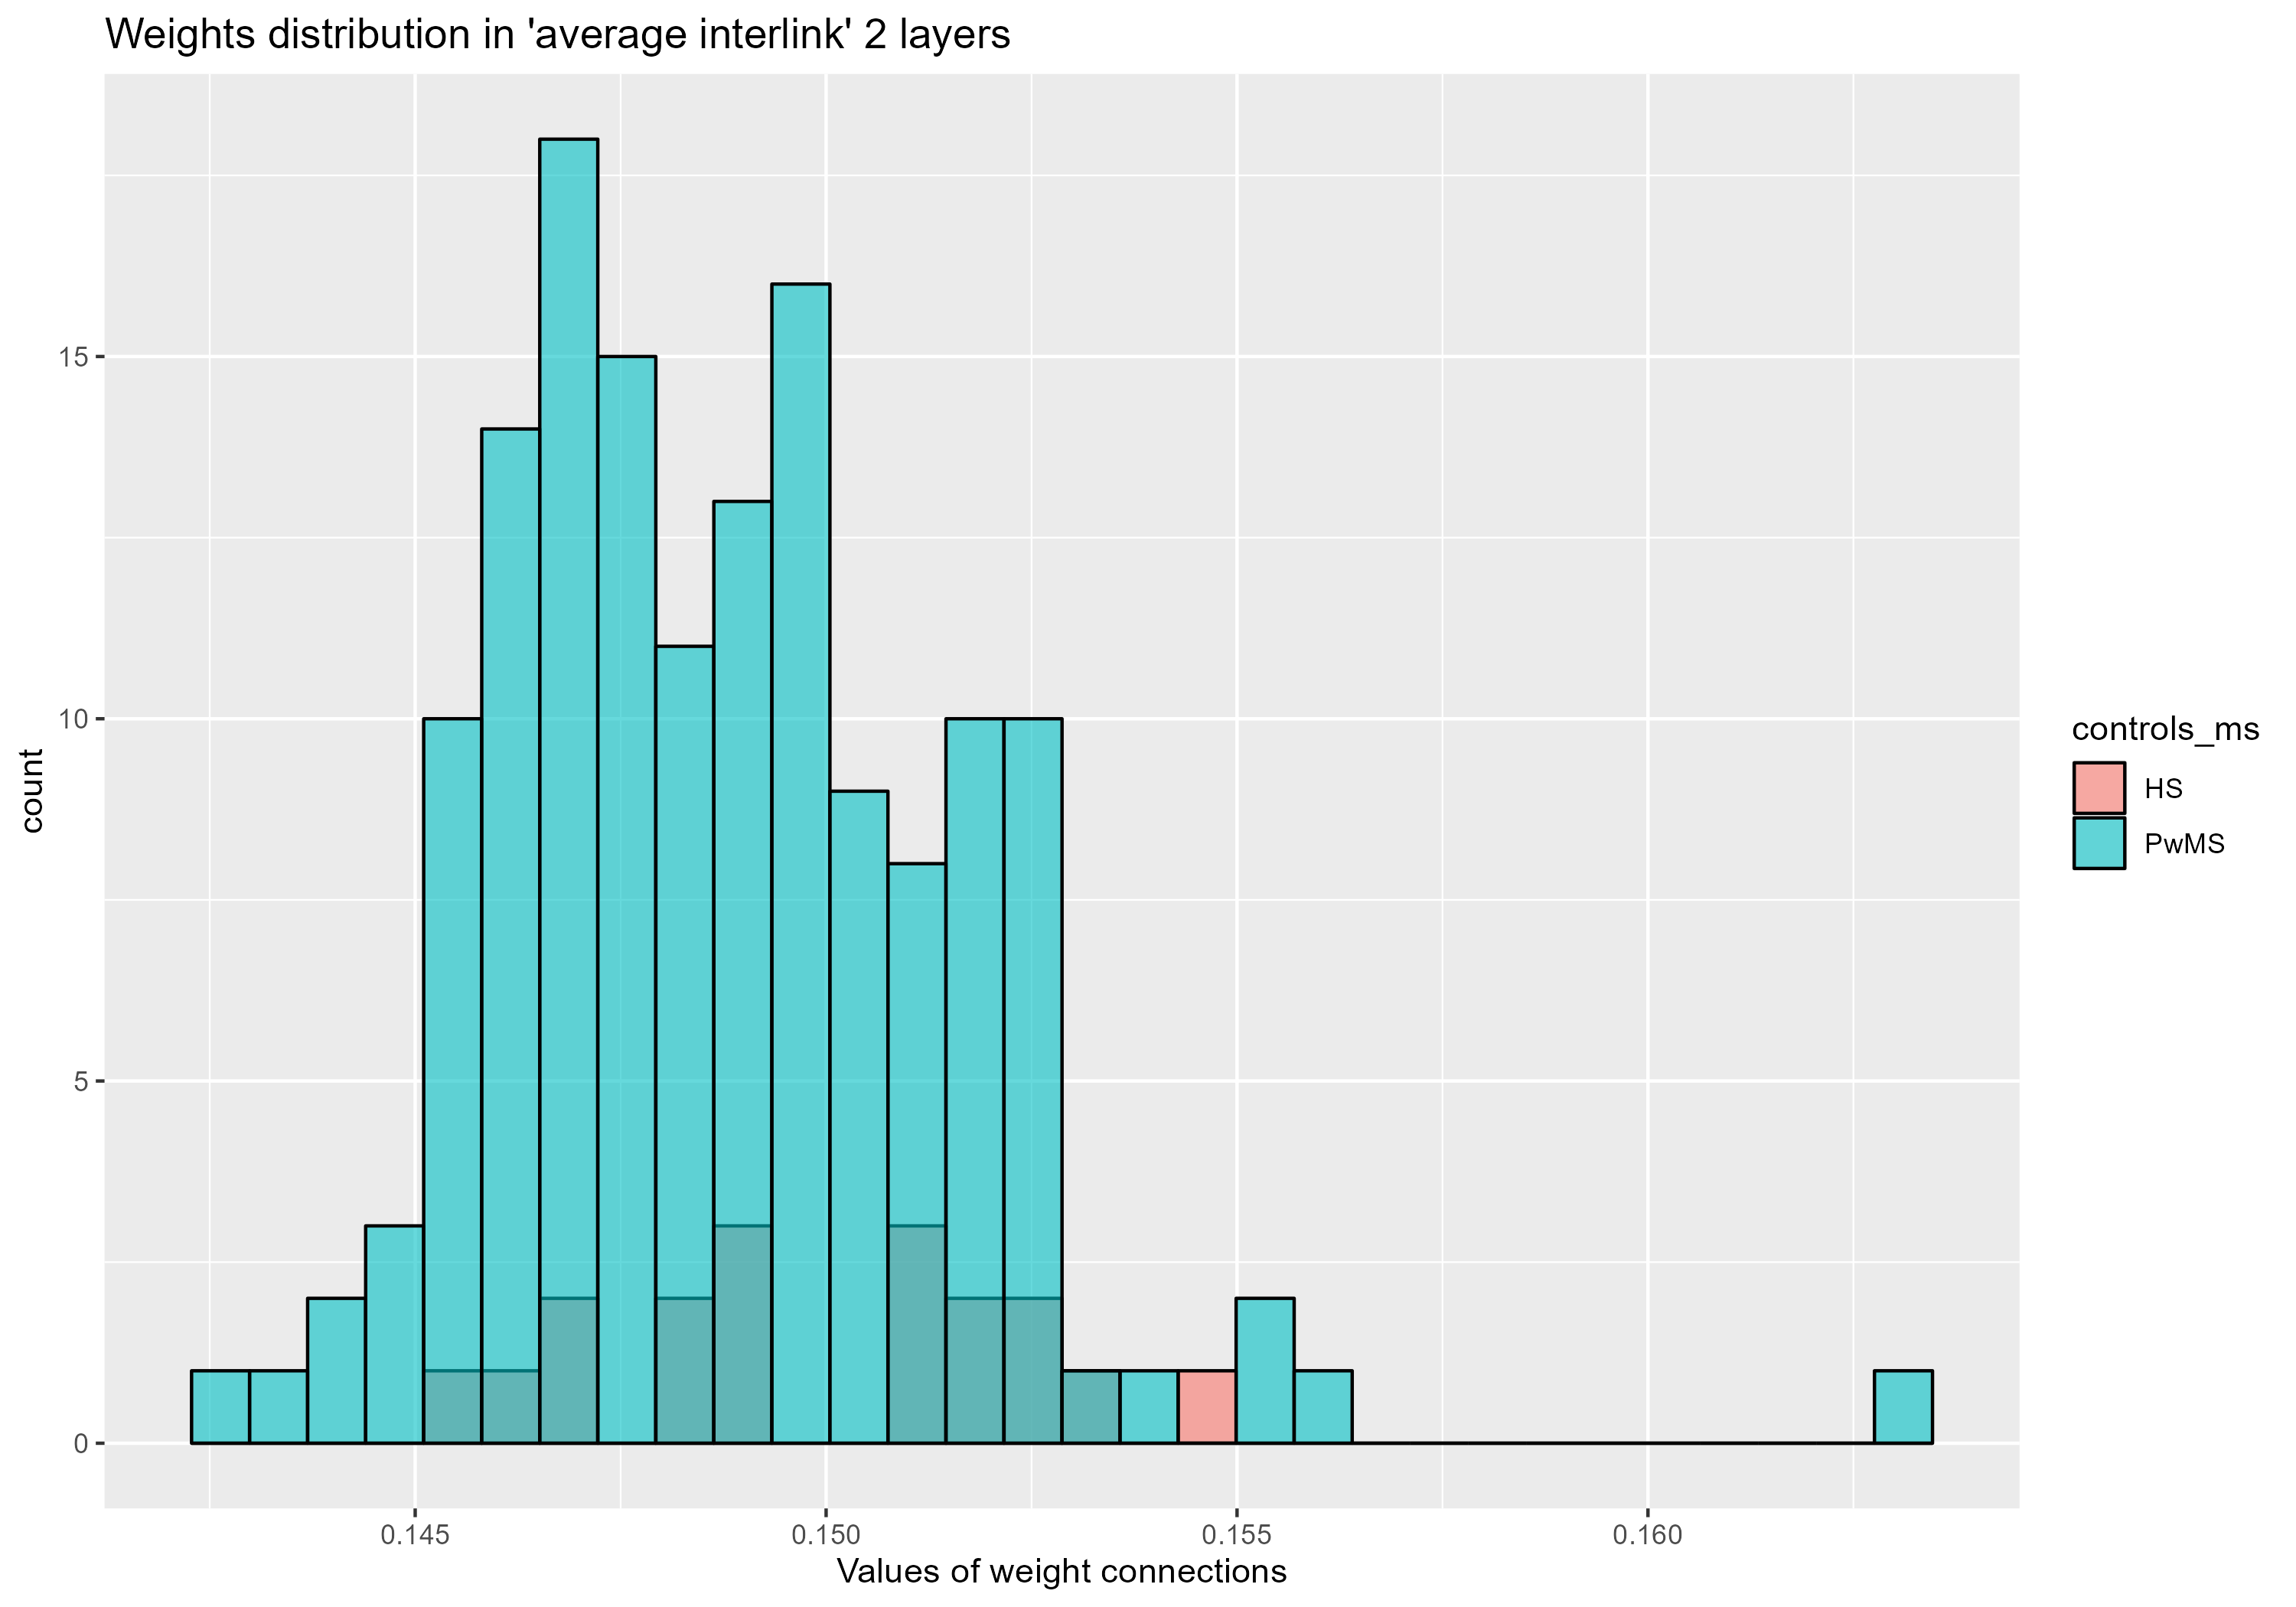 Weights distribution in 'average interlink' 2 layers
15
10
5
0
count
0.145
0.150
0.155
0.160
Values of weight connections
controls_ms
HS
PwMS